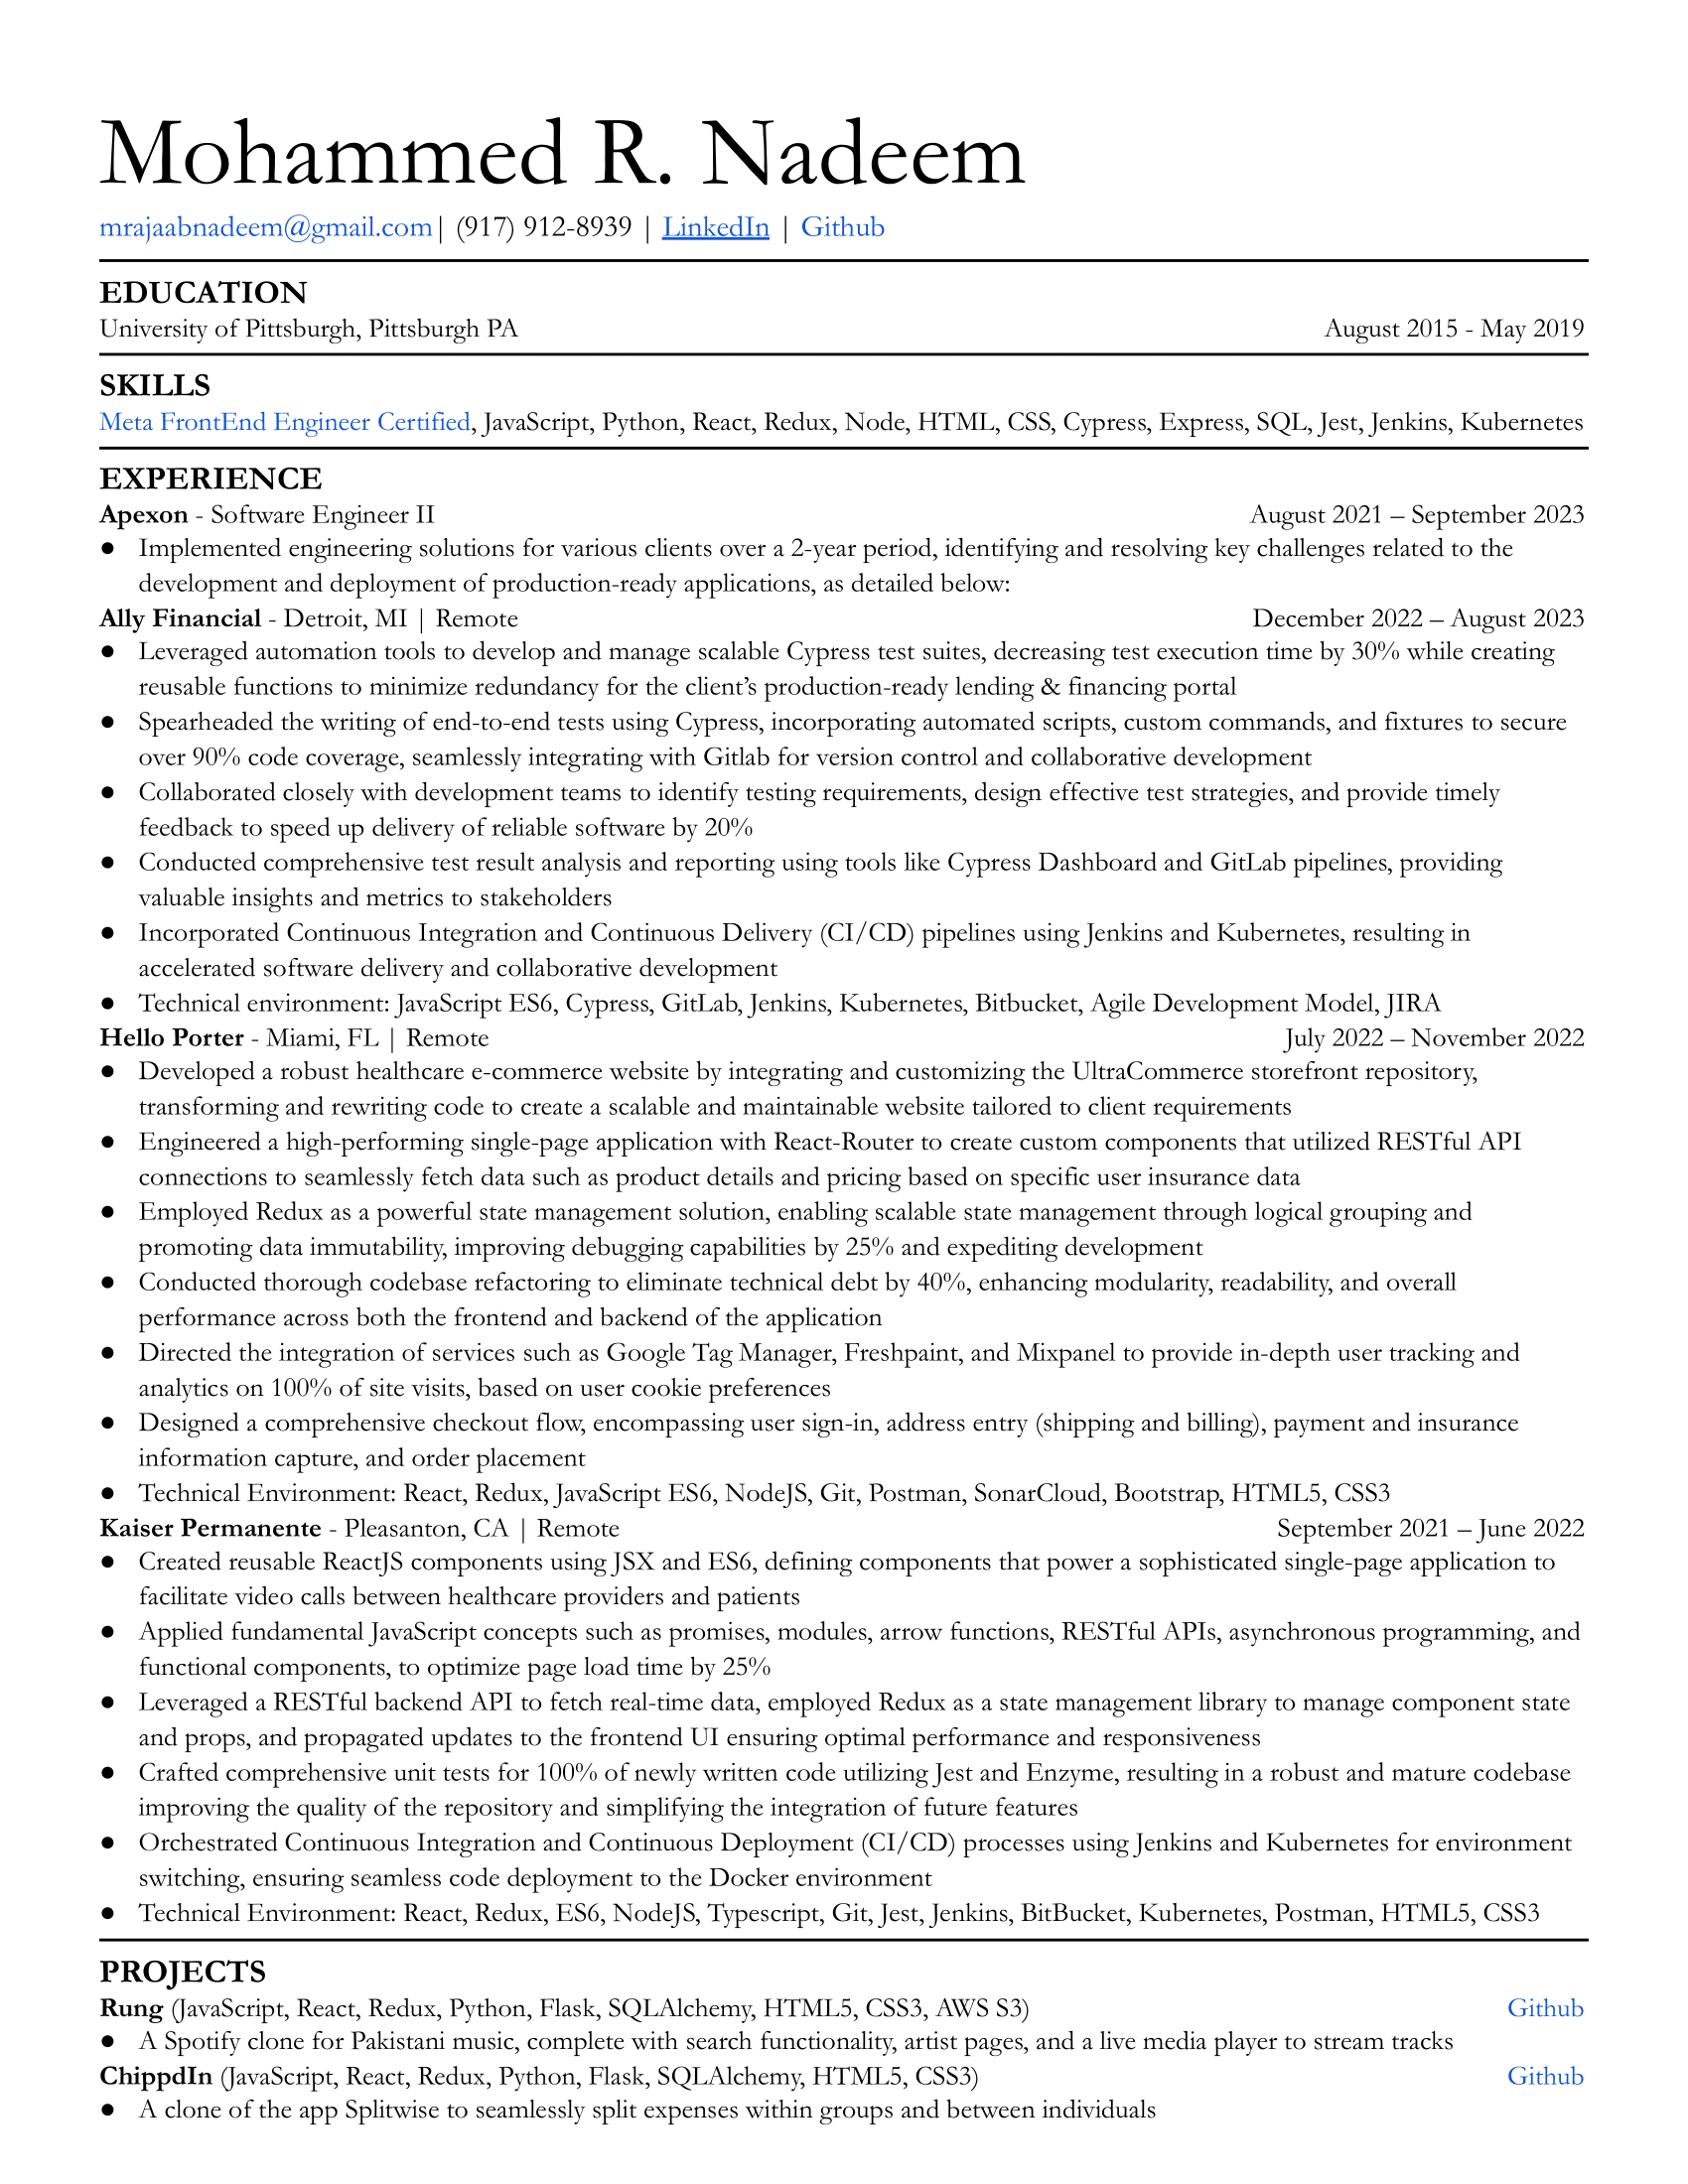 Mohammed R. Nadeem
mrajaabnadeem@gmail.com| (917) 912-8939 | LinkedIn | Github
EDUCATION
University of Pittsburgh, Pittsburgh PA August 2015 - May 2019
SKILLS
Meta FrontEnd Engineer Certified, JavaScript, Python, React, Redux, Node, HTML, CSS, Cypress, Express, SQL, Jest, Jenkins, Kubernetes
EXPERIENCE
Apexon - Software Engineer II August 2021 – September 2023
● Implemented engineering solutions for various clients over a 2-year period, identifying and resolving key challenges related to the
development and deployment of production-ready applications, as detailed below:
Ally Financial - Detroit, MI | Remote December 2022 – August 2023
● Leveraged automation tools to develop and manage scalable Cypress test suites, decreasing test execution time by 30% while creating
reusable functions to minimize redundancy for the client’s production-ready lending & financing portal
● Spearheaded the writing of end-to-end tests using Cypress, incorporating automated scripts, custom commands, and fixtures to secure
over 90% code coverage, seamlessly integrating with Gitlab for version control and collaborative development
● Collaborated closely with development teams to identify testing requirements, design effective test strategies, and provide timely
feedback to speed up delivery of reliable software by 20%
● Conducted comprehensive test result analysis and reporting using tools like Cypress Dashboard and GitLab pipelines, providing
valuable insights and metrics to stakeholders
● Incorporated Continuous Integration and Continuous Delivery (CI/CD) pipelines using Jenkins and Kubernetes, resulting in
accelerated software delivery and collaborative development
● Technical environment: JavaScript ES6, Cypress, GitLab, Jenkins, Kubernetes, Bitbucket, Agile Development Model, JIRA
Hello Porter - Miami, FL | Remote July 2022 – November 2022
● Developed a robust healthcare e-commerce website by integrating and customizing the UltraCommerce storefront repository,
transforming and rewriting code to create a scalable and maintainable website tailored to client requirements
● Engineered a high-performing single-page application with React-Router to create custom components that utilized RESTful API
connections to seamlessly fetch data such as product details and pricing based on specific user insurance data
● Employed Redux as a powerful state management solution, enabling scalable state management through logical grouping and
promoting data immutability, improving debugging capabilities by 25% and expediting development
● Conducted thorough codebase refactoring to eliminate technical debt by 40%, enhancing modularity, readability, and overall
performance across both the frontend and backend of the application
● Directed the integration of services such as Google Tag Manager, Freshpaint, and Mixpanel to provide in-depth user tracking and
analytics on 100% of site visits, based on user cookie preferences
● Designed a comprehensive checkout flow, encompassing user sign-in, address entry (shipping and billing), payment and insurance
information capture, and order placement
● Technical Environment: React, Redux, JavaScript ES6, NodeJS, Git, Postman, SonarCloud, Bootstrap, HTML5, CSS3
Kaiser Permanente - Pleasanton, CA | Remote September 2021 – June 2022
● Created reusable ReactJS components using JSX and ES6, defining components that power a sophisticated single-page application to
facilitate video calls between healthcare providers and patients
● Applied fundamental JavaScript concepts such as promises, modules, arrow functions, RESTful APIs, asynchronous programming, and
functional components, to optimize page load time by 25%
● Leveraged a RESTful backend API to fetch real-time data, employed Redux as a state management library to manage component state
and props, and propagated updates to the frontend UI ensuring optimal performance and responsiveness
● Crafted comprehensive unit tests for 100% of newly written code utilizing Jest and Enzyme, resulting in a robust and mature codebase
improving the quality of the repository and simplifying the integration of future features
● Orchestrated Continuous Integration and Continuous Deployment (CI/CD) processes using Jenkins and Kubernetes for environment
switching, ensuring seamless code deployment to the Docker environment
● Technical Environment: React, Redux, ES6, NodeJS, Typescript, Git, Jest, Jenkins, BitBucket, Kubernetes, Postman, HTML5, CSS3
PROJECTS
Rung (JavaScript, React, Redux, Python, Flask, SQLAlchemy, HTML5, CSS3, AWS S3) Github
● A Spotify clone for Pakistani music, complete with search functionality, artist pages, and a live media player to stream tracks
ChippdIn (JavaScript, React, Redux, Python, Flask, SQLAlchemy, HTML5, CSS3) Github
● A clone of the app Splitwise to seamlessly split expenses within groups and between individuals